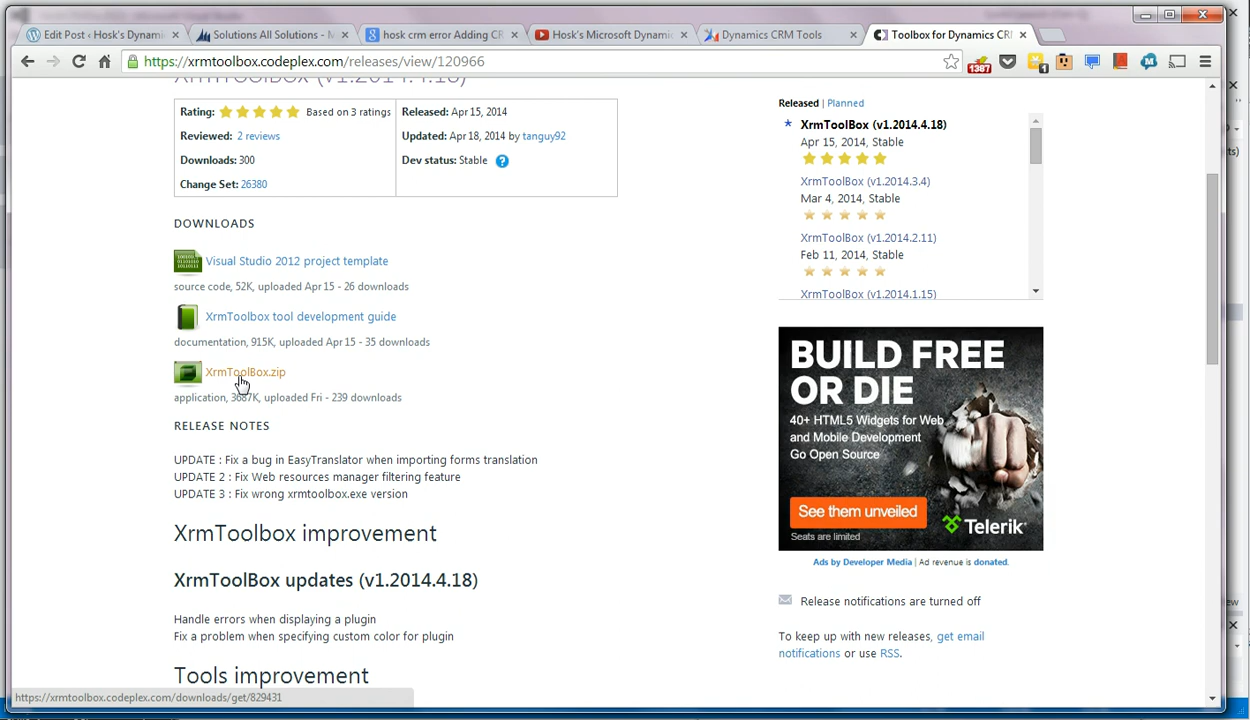 Edit Post ‹ Hosk's Dynami
Solutions All Solutions - M
hosk crm error Adding CR
Hosk's Microsoft Dynamic
Dynamics CRM Tools
Toolbox for Dynamics CR
https://xrmtoolbox.codeplex.com/releases/view/120966
1387
1
XrmToolBox (v1.2014.4.18)
Rating: Based on 3 ratings
Reviewed: 2 reviews
Downloads: 300
Change Set: 26380
Released: Apr 15, 2014
Updated: Apr 18, 2014 by tanguy92
Dev status: Stable ?
DOWNLOADS
Visual Studio 2012 project template
source code, 52K, uploaded Apr 15 - 26 downloads
XrmToolbox tool development guide
documentation, 915K, uploaded Apr 15 - 35 downloads
XrmToolBox.zip
application, 3687K, uploaded Fri - 239 downloads
RELEASE NOTES
UPDATE : Fix a bug in EasyTranslator when importing forms translation
UPDATE 2 : Fix Web resources manager filtering feature
UPDATE 3 : Fix wrong xrmtoolbox.exe version
XrmToolbox improvement
XrmToolBox updates (v1.2014.4.18)
Handle errors when displaying a plugin
Fix a problem when specifying custom color for plugin
Tools improvement
https://xrmtoolbox.codeplex.com/downloads/get/829431
Released | Planned
* XrmToolBox (v1.2014.4.18)
Apr 15, 2014, Stable
XrmToolBox (v1.2014.3.4)
Mar 4, 2014, Stable
XrmToolBox (v1.2014.2.11)
Feb 11, 2014, Stable
XrmToolBox (v1.2014.1.15)
BUILD FREE
OR DIE
40+ HTML5 Widgets for Web
and Mobile Development
Go Open Source
See them unveiled
Seats are limited
Telerik
Ads by Developer Media | Ad revenue is donated.
Release notifications are turned off
To keep up with new releases, get email
notifications or use RSS.